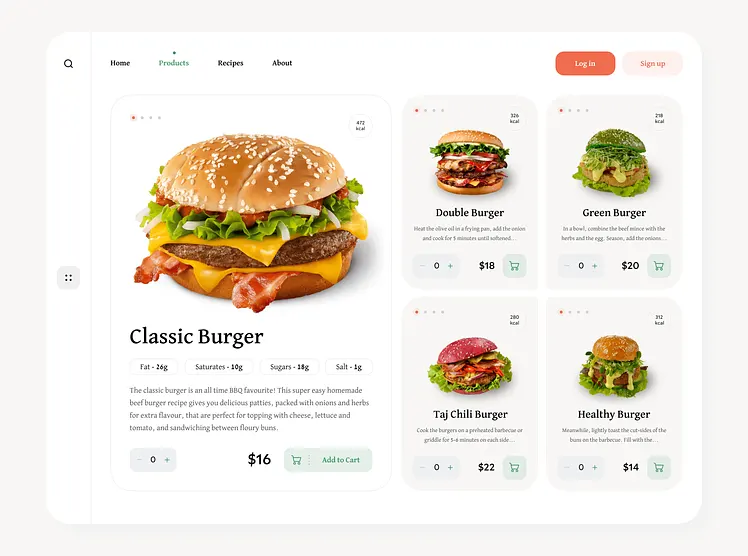 Home
Products
Recipes
About
Log in
Sign up
472
kcal
Classic Burger
Fat - 26g
Saturates - 10g
Sugars - 18g
Salt - 1g
The classic burger is an all time BBQ favourite! This super easy homemade
beef burger recipe gives you delicious patties, packed with onions and herbs
for extra flavour, that are perfect for topping with cheese, lettuce and
tomato, and sandwiching between floury buns.
− 0 +
$16
Add to Cart
326
kcal
Double Burger
Heat the olive oil in a frying pan, add the onion
and cook for 5 minutes until softened...
− 0 +
$18
218
kcal
Green Burger
In a bowl, combine the beef mince with the
herbs and the egg. Season, add the onions ...
− 0 +
$20
280
kcal
Taj Chili Burger
Cook the burgers on a preheated barbecue or
griddle for 5-6 minutes on each side...
− 0 +
$22
312
kcal
Healthy Burger
Meanwhile, lightly toast the cut-sides of the
buns on the barbecue. Fill with the...
− 0 +
$14